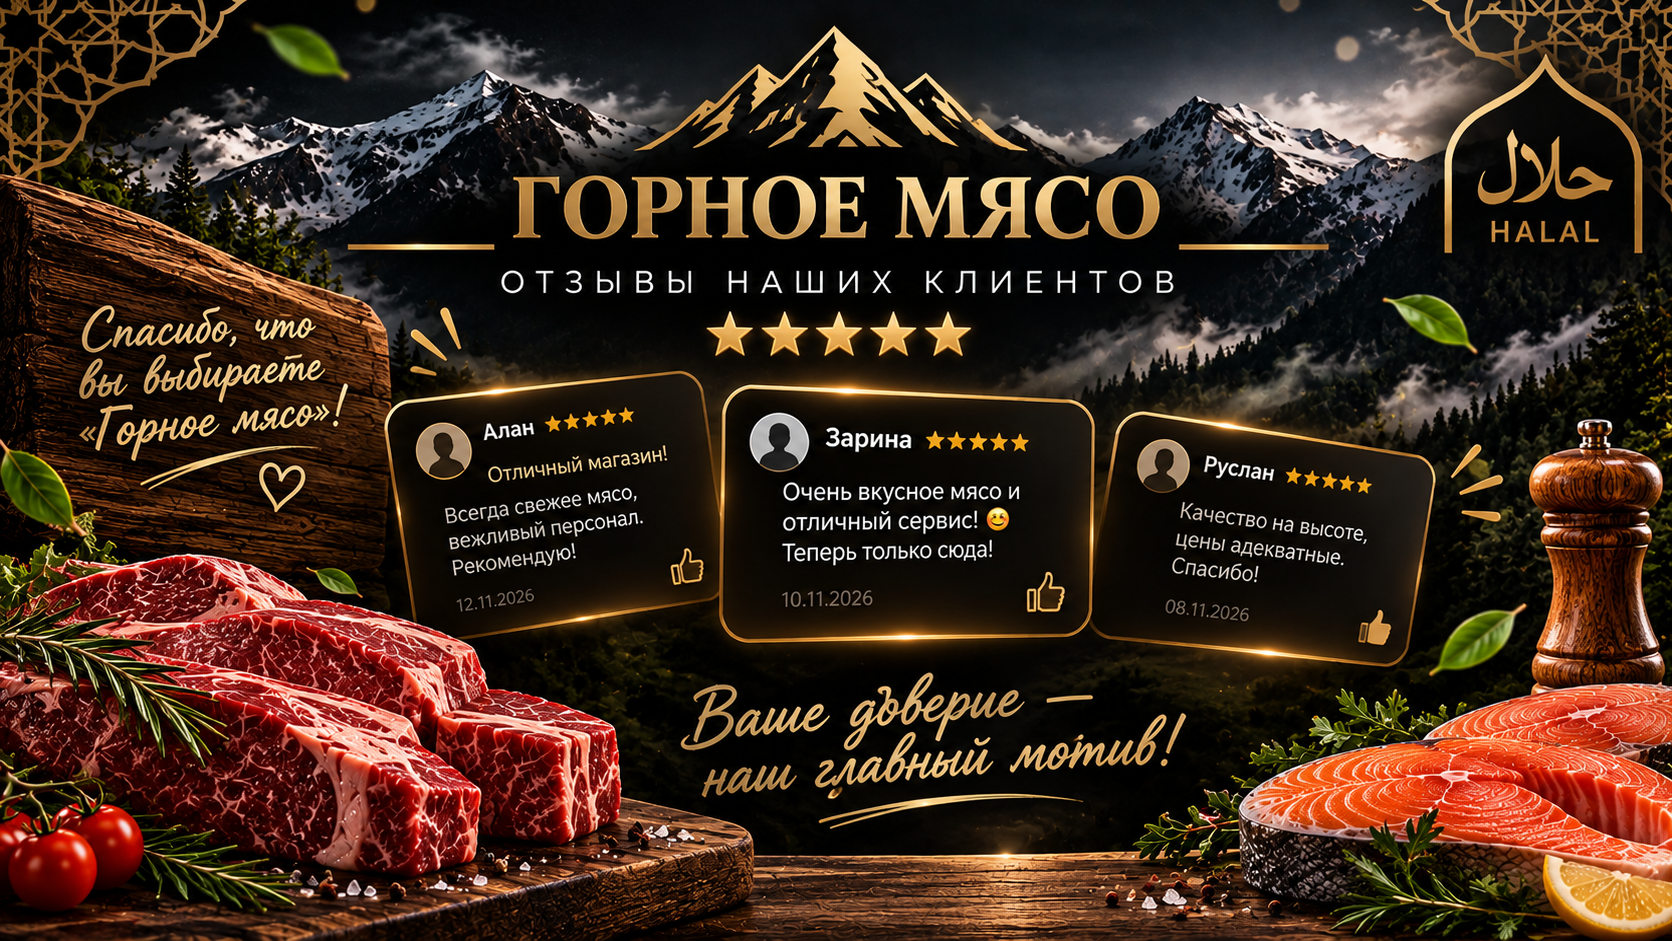 ГОРНОЕ МЯСО
ОТЗЫВЫ НАШИХ КЛИЕНТОВ
حلال
HALAL
Спасибо, что
вы выбираете
«Горное мясо»!
Алан
Отличный магазин!
Всегда свежее мясо,
вежливый персонал.
Рекомендую!
12.11.2026
Зарина
Очень вкусное мясо и
отличный сервис! 😊
Теперь только сюда!
10.11.2026
Руслан
Качество на высоте,
цены адекватные.
Спасибо!
08.11.2026
Ваше доверие —
наш главный мотив!